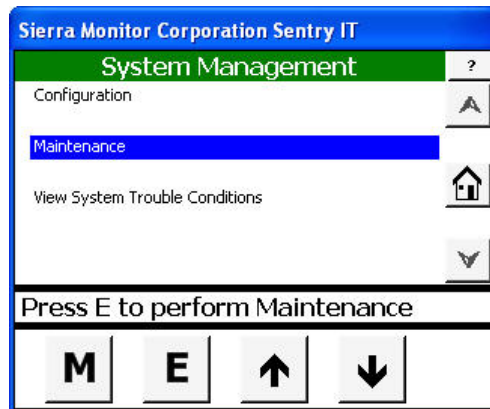 Sierra Monitor Corporation Sentry IT
System Management
?
Configuration
Maintenance
View System Trouble Conditions
Press E to perform Maintenance
M E